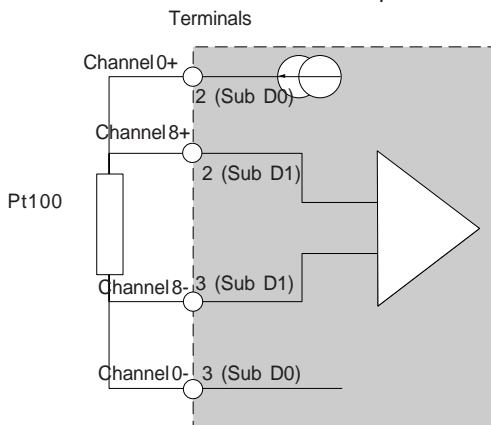 Terminals
Channel 0+
2 (Sub D0)
Channel 8+
2 (Sub D1)
Pt100
Channel 8-
3 (Sub D1)
Channel 0-
3 (Sub D0)